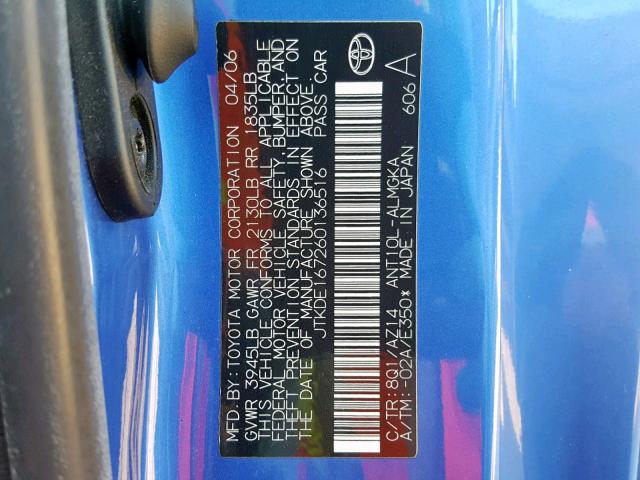 MFD.BY:TOYOTA MOTOR CORPORATION 04/06
GVWR 3945LB GAWR FR 2130LB RR 1835LB
THIS VEHICLE CONFORMS TO ALL APPLICABLE
FEDERAL MOTOR VEHICLE SAFETY, BUMPER, AND
THEFT PREVENTION STANDARDS IN EFFECT ON
THE DATE OF MANUFACTURE SHOWN ABOVE.
JTKDE167260136516 PASS CAR
C/TR:8Q1 /AZ14 ANT10L-ALMGKA
A/TM:-02A/E350* MADE IN JAPAN
606 A